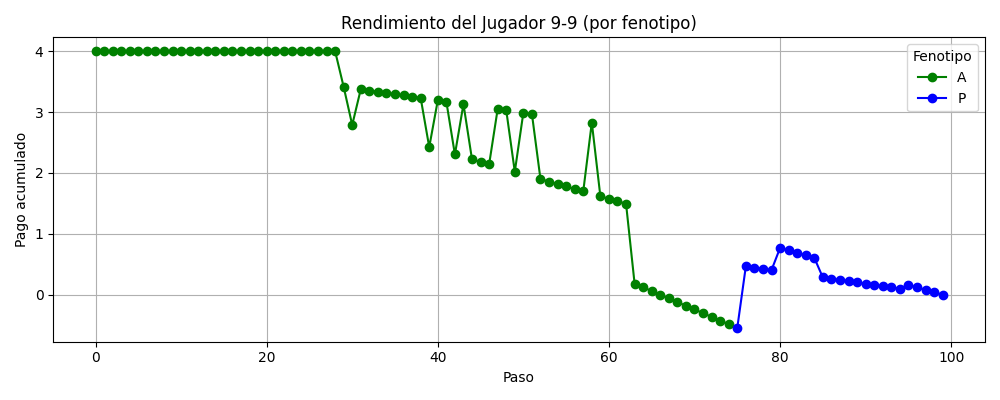 Rendimiento del Jugador 9-9 (por fenotipo)
Pago acumulado
4
3
2
1
0
Fenotipo
A
P
0 20 40 60 80 100
Paso